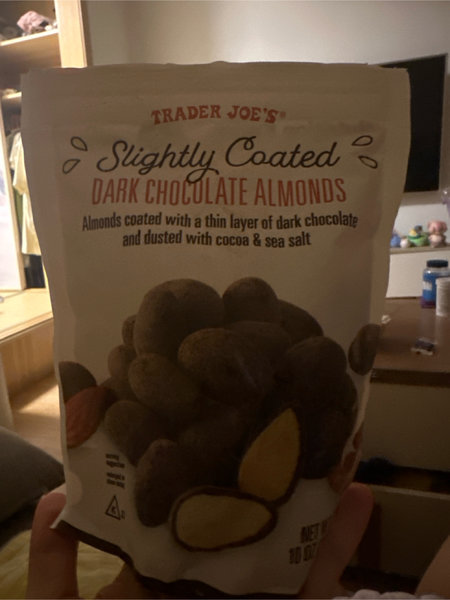 TRADER JOE'S®
Slightly Coated
DARK CHOCOLATE ALMONDS
Almonds coated with a thin layer of dark chocolate
and dusted with cocoa & sea salt
NET
10 OZ